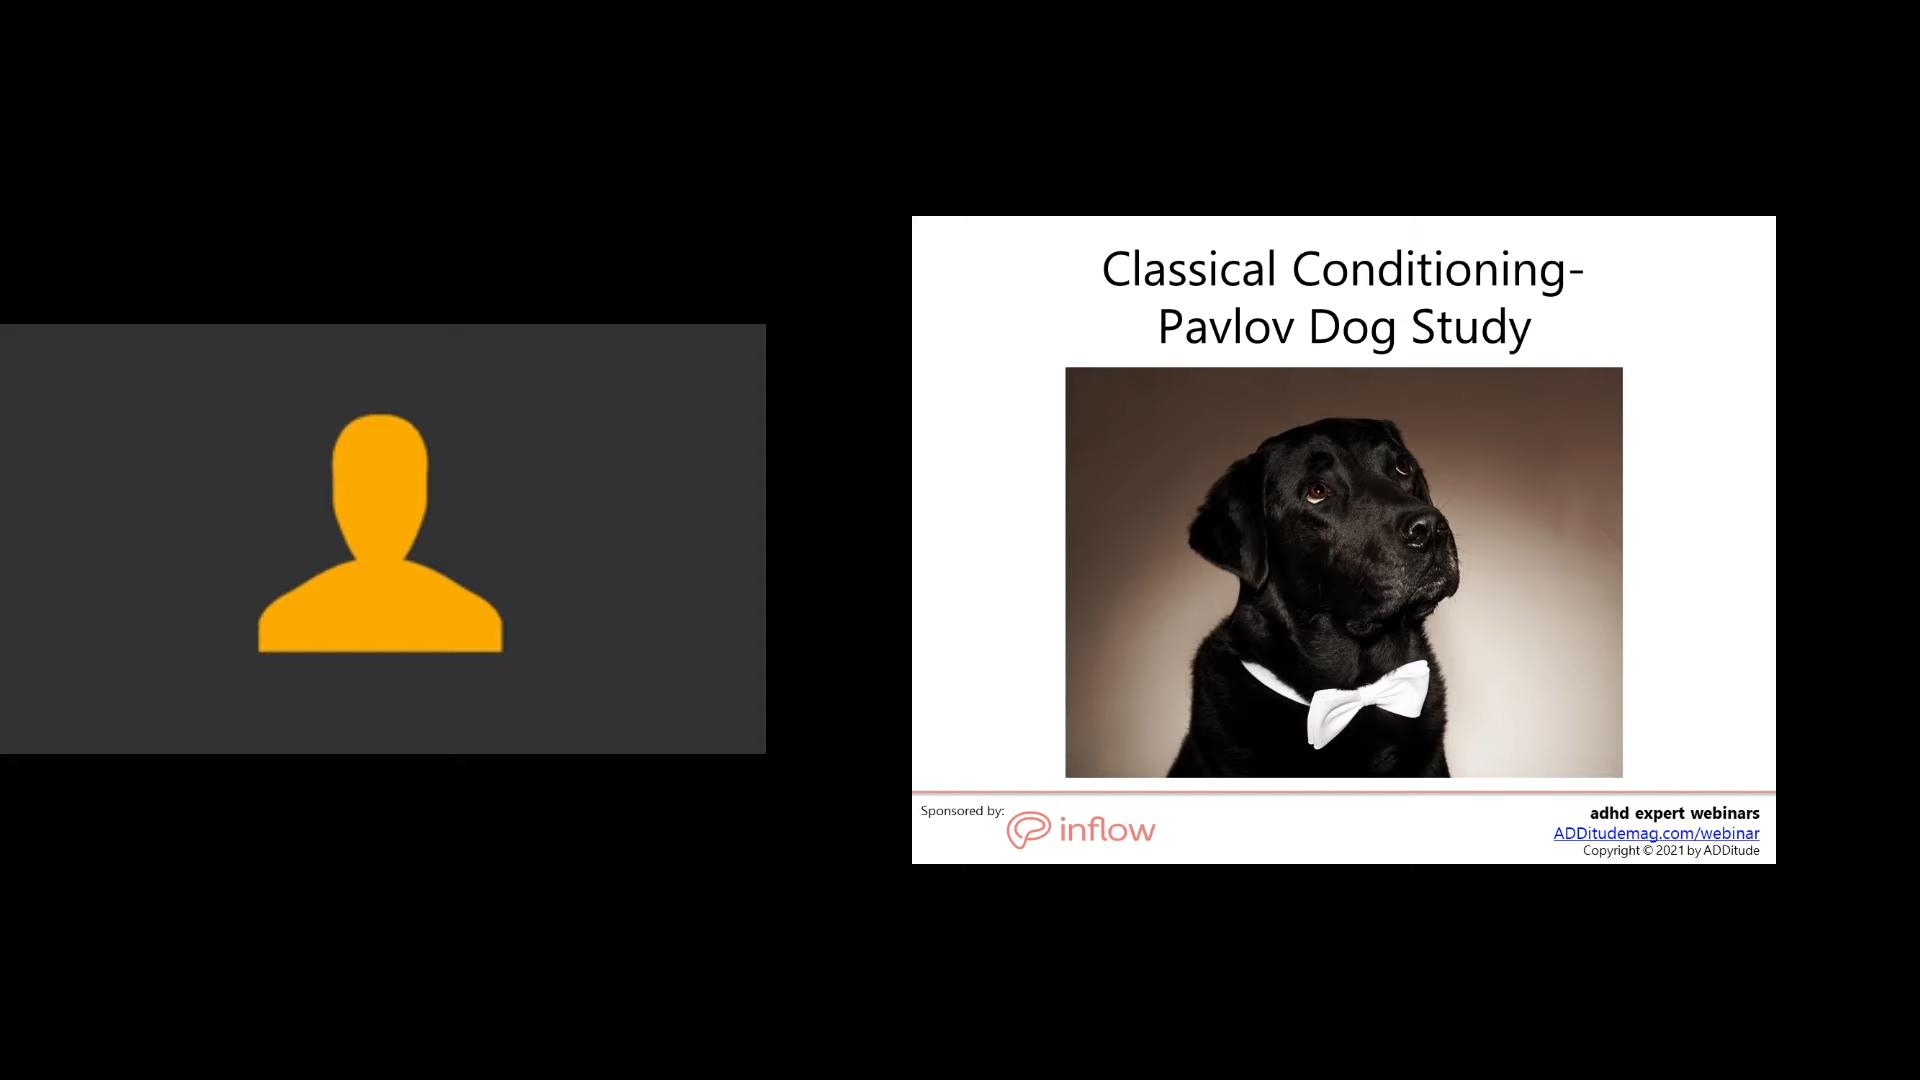 Classical Conditioning-
Pavlov Dog Study
Sponsored by:
inflow
adhd expert webinars
ADDitudemag.com/webinar
Copyright © 2021 by ADDitude